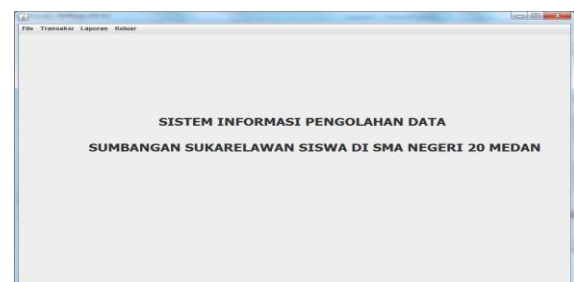 File Transaksi Laporan Keluar
SISTEM INFORMASI PENGOLAHAN DATA
SUMBANGAN SUKARELAWAN SISWA DI SMA NEGERI 20 MEDAN